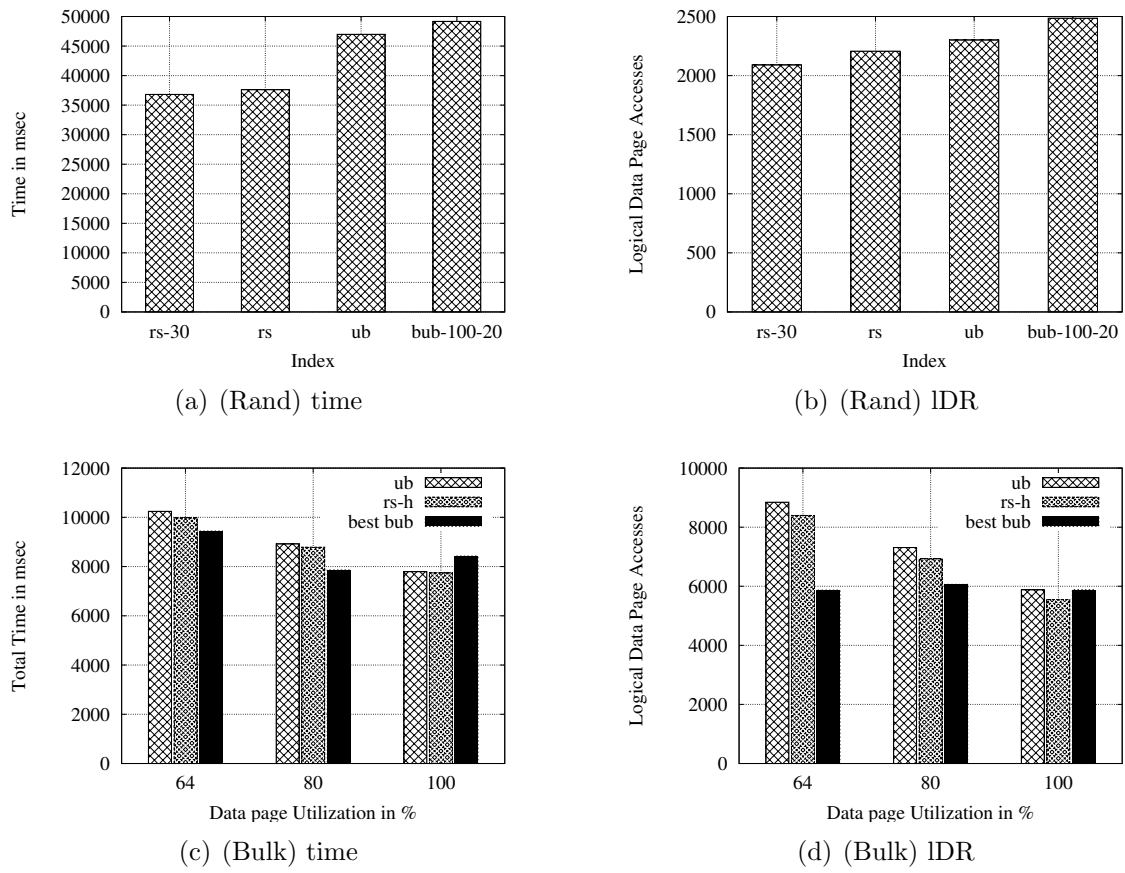 50000
45000
40000
35000
30000
25000
20000
15000
10000
5000
0
Time in msec
rs-30 rs ub bub-100-20
Index
(a) (Rand) time
2500
2000
1500
1000
500
0
Logical Data Page Accesses
rs-30 rs ub bub-100-20
Index
(b) (Rand) lDR
12000
10000
8000
6000
4000
2000
0
Total Time in msec
ub
rs-h
best bub
64 80 100
Data page Utilization in %
(c) (Bulk) time
10000
8000
6000
4000
2000
0
Logical Data Page Accesses
ub
rs-h
best bub
64 80 100
Data page Utilization in %
(d) (Bulk) lDR